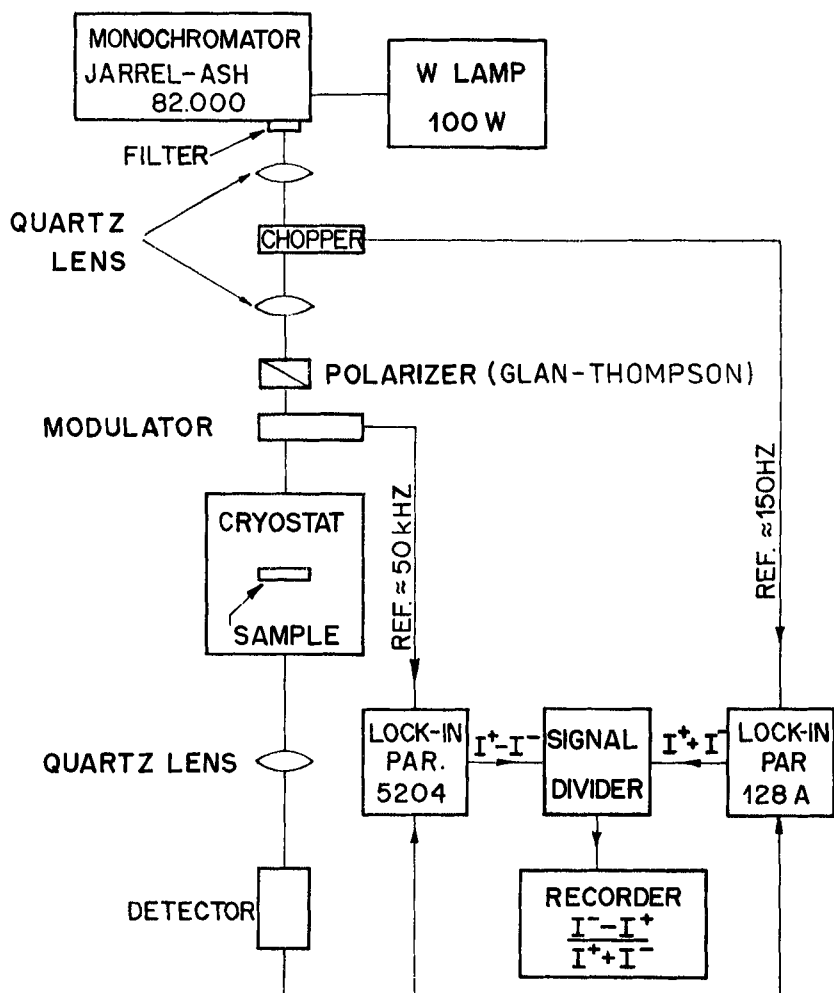 MONOCHROMATOR
JARREL-ASH
82.000
W LAMP
100 W
FILTER
QUARTZ
LENS
CHOPPER
POLARIZER (GLAN-THOMPSON)
MODULATOR
CRYOSTAT
SAMPLE
REF. ≈ 50 kHZ
REF. ≈ 150HZ
QUARTZ LENS
LOCK-IN
PAR.
5204
I⁺-I⁻
SIGNAL
DIVIDER
I⁺+I⁻
LOCK-IN
PAR
128 A
DETECTOR
RECORDER
I⁻-I⁺
I⁺+I⁻